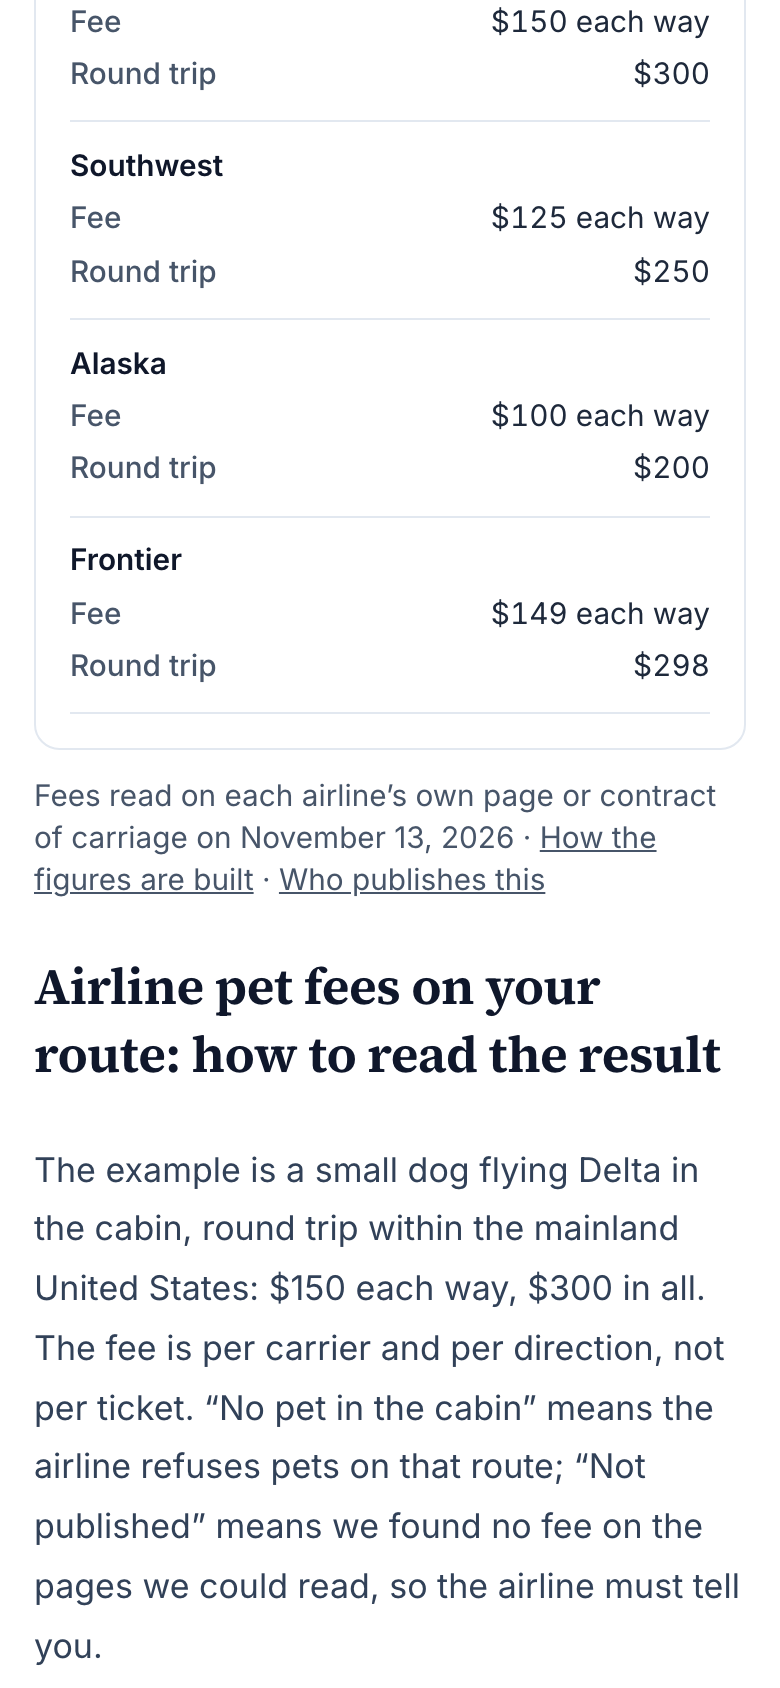 Fee $150 each way
Round trip $300
Southwest
Fee $125 each way
Round trip $250
Alaska
Fee $100 each way
Round trip $200
Frontier
Fee $149 each way
Round trip $298
Fees read on each airline’s own page or contract
of carriage on November 13, 2026 · How the
figures are built · Who publishes this
Airline pet fees on your
route: how to read the result
The example is a small dog flying Delta in
the cabin, round trip within the mainland
United States: $150 each way, $300 in all.
The fee is per carrier and per direction, not
per ticket. “No pet in the cabin” means the
airline refuses pets on that route; “Not
published” means we found no fee on the
pages we could read, so the airline must tell
you.